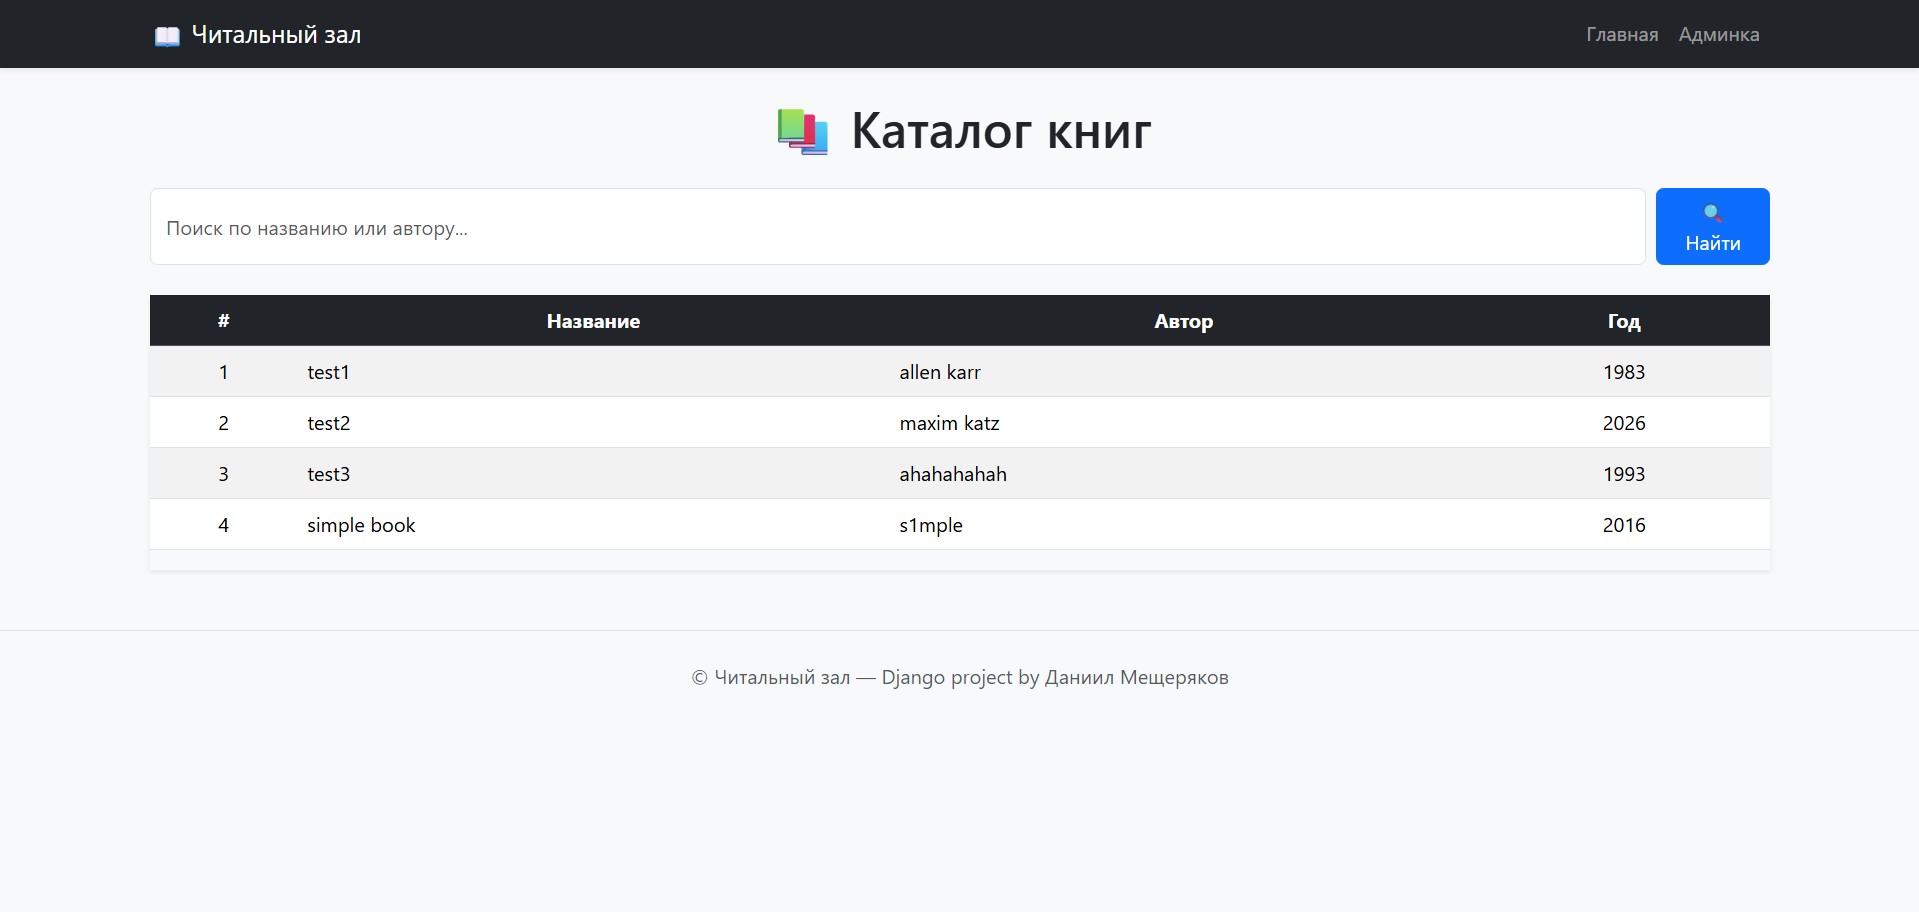 Читальный зал
Главная Админка
Каталог книг
Поиск по названию или автору...
Найти
# Название Автор Год
1 test1 allen karr 1983
2 test2 maxim katz 2026
3 test3 ahahahahah 1993
4 simple book s1mple 2016
© Читальный зал — Django project by Даниил Мещеряков